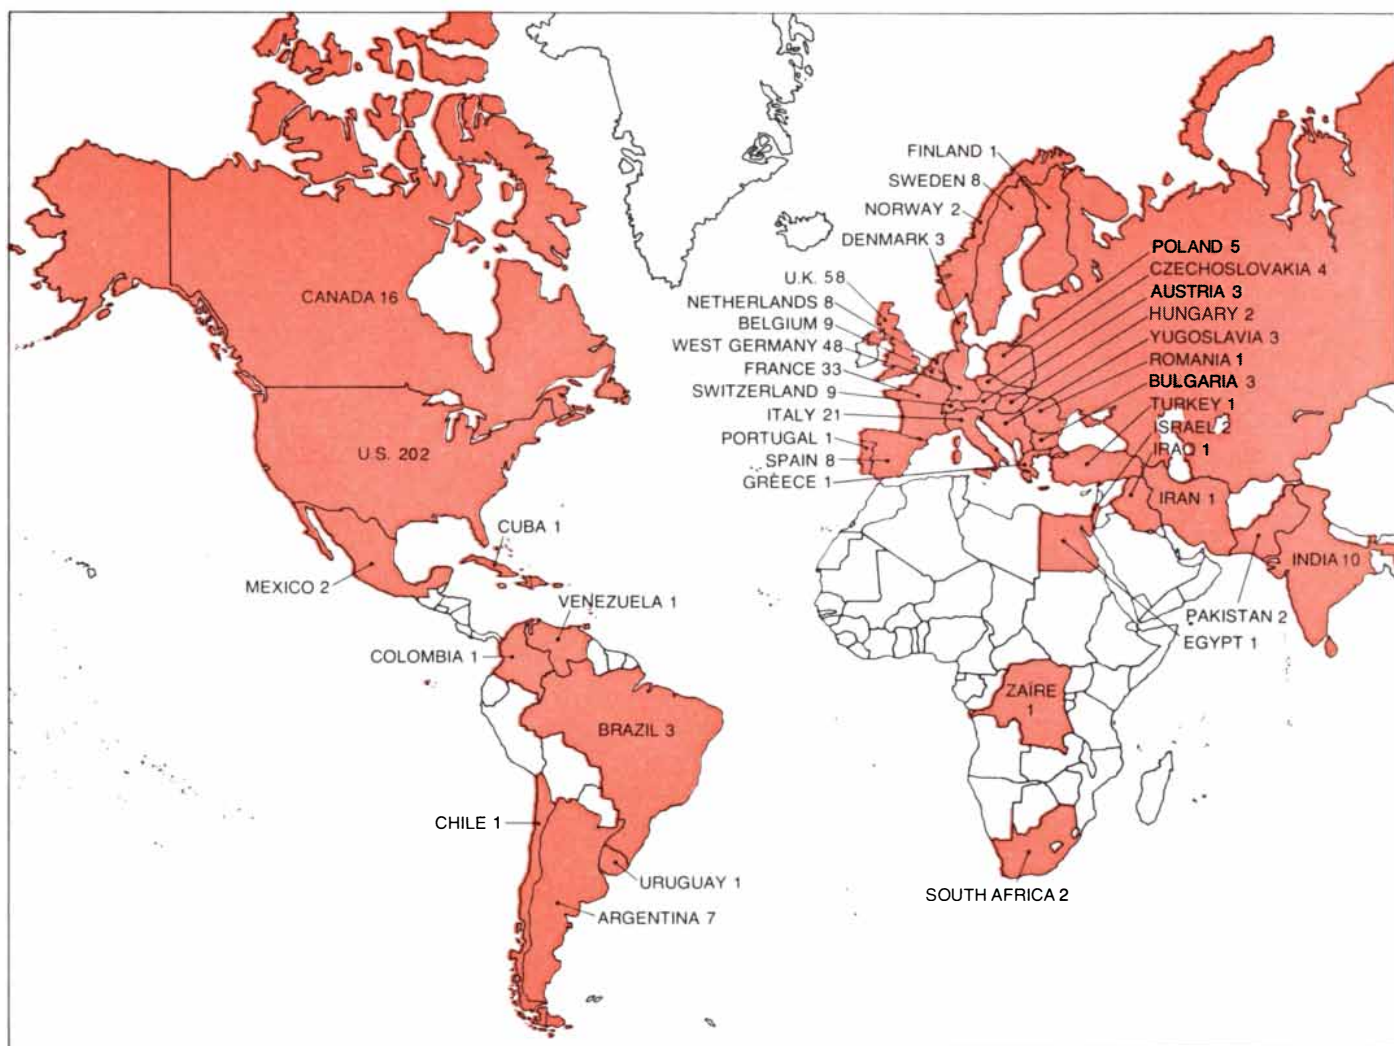 FINLAND 1
SWEDEN 8
NORWAY 2
DENMARK 3
U.K. 58
NETHERLANDS 8
BELGIUM 9
WEST GERMANY 48
FRANCE 33
SWITZERLAND 9
ITALY 21
PORTUGAL 1
SPAIN 8
GREECE 1
POLAND 5
CZECHOSLOVAKIA 4
AUSTRIA 3
HUNGARY 2
YUGOSLAVIA 3
ROMANIA 1
BULGARIA 3
TURKEY 1
ISRAEL 2
IRAQ 1
IRAN 1
INDIA 10
PAKISTAN 2
EGYPT 1
CANADA 16
U.S. 202
CUBA 1
MEXICO 2
VENEZUELA 1
COLOMBIA 1
BRAZIL 3
CHILE 1
URUGUAY 1
ARGENTINA 7
ZAÏRE
1
SOUTH AFRICA 2